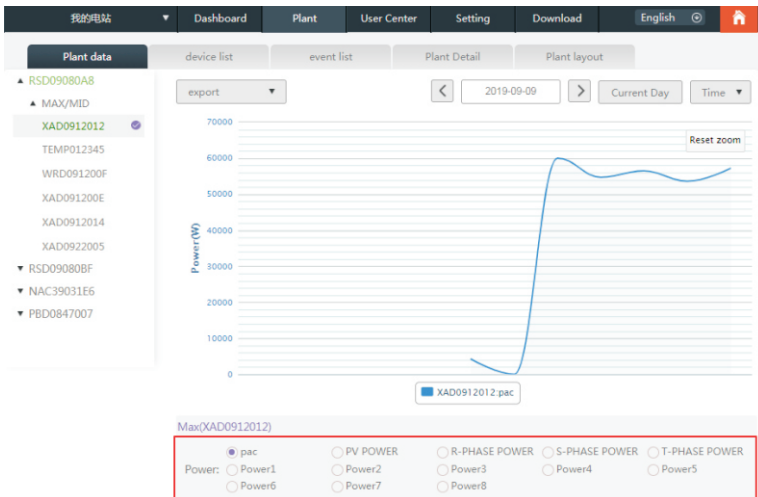 我的电站 ▼ Dashboard Plant User Center Setting Download English
Plant data device list event list Plant Detail Plant layout
RSD09080A8
MAX/MID
XAD0912012
TEMP012345
WRD091200F
XAD091200E
XAD0912014
XAD0922005
RSD09080BF
NAC39031E6
PBD0847007
export ▼ < 2019-09-09 > Current Day Time ▼
Reset zoom
70000
60000
50000
40000
30000
20000
10000
0
Power(W)
XAD0912012:pac
Max(XAD0912012)
pac PV POWER R-PHASE POWER S-PHASE POWER T-PHASE POWER
Power: Power1 Power2 Power3 Power4 Power5
Power6 Power7 Power8